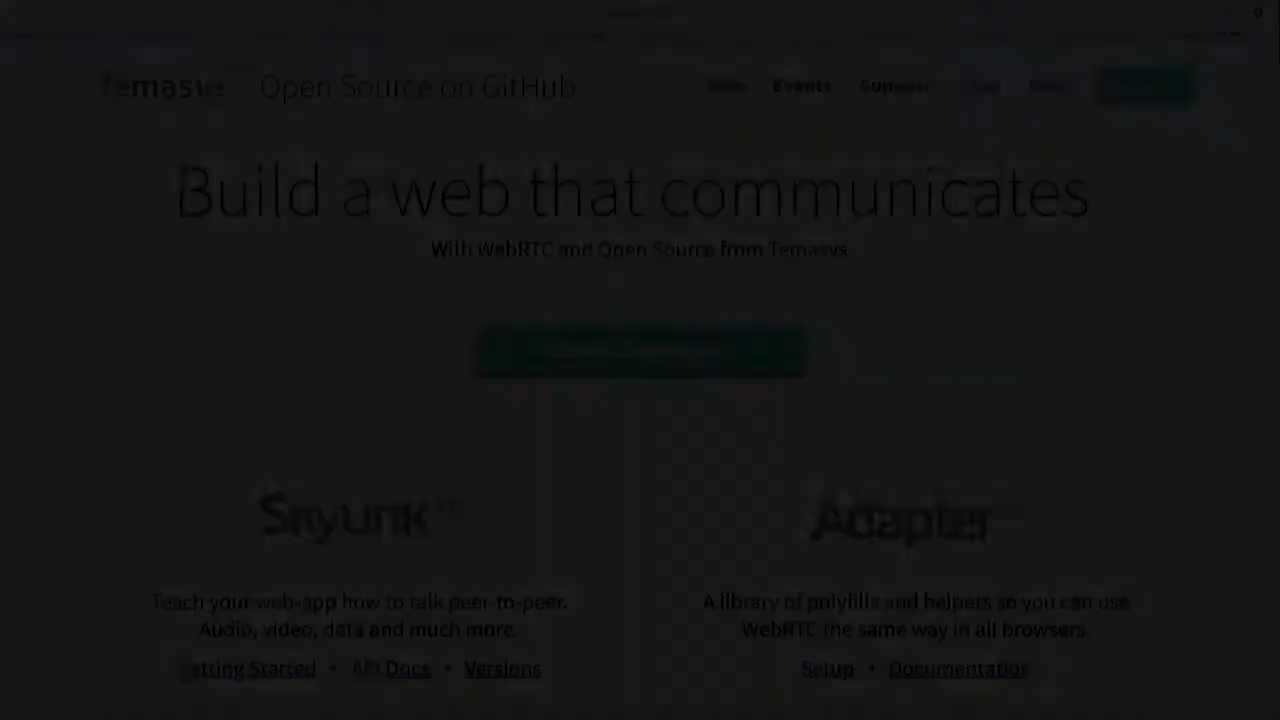 Temasys Open Source on GitHub
Events Support
Build a web that communicates
With WebRTC and Open Source from Temasys
Skylink
Adapter
Teach your web-app how to talk peer-to-peer.
Audio, video, data and much more.
Getting Started • API Docs • Versions
A library of polyfills and helpers so you can use
WebRTC the same way in all browsers.
Setup • Documentation